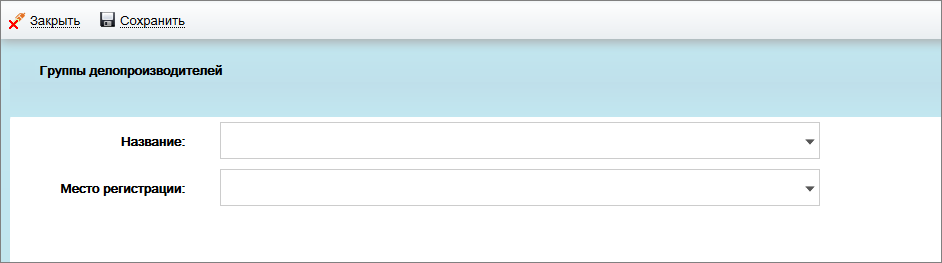 Закрыть Сохранить
Группы делопроизводителей
Название:
Место регистрации: